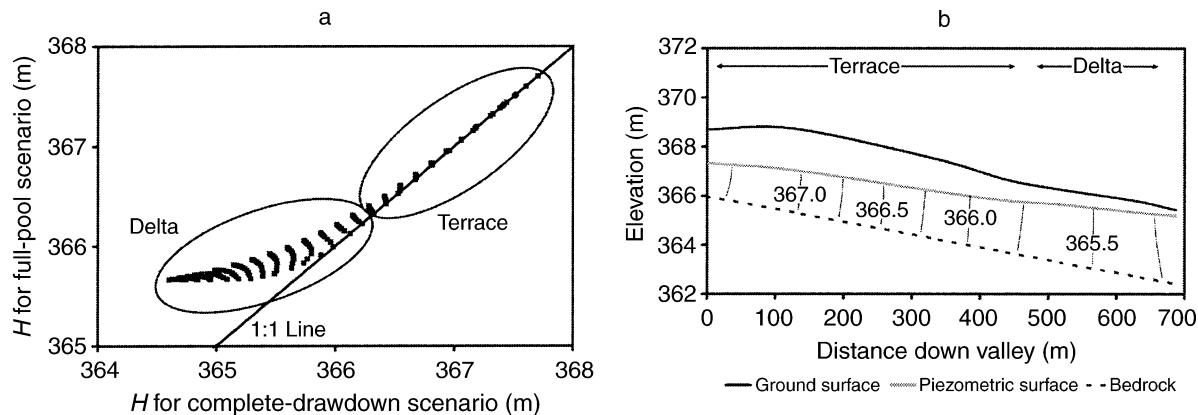 a
H for full-pool scenario (m)
368
367
366
365
364
365
366
367
368
Delta
Terrace
1:1 Line
H for complete-drawdown scenario (m)
b
Elevation (m)
372
370
368
366
364
362
0
100
200
300
400
500
600
700
Terrace
Delta
367.0
366.5
366.0
365.5
Distance down valley (m)
Ground surface
Piezometric surface
Bedrock